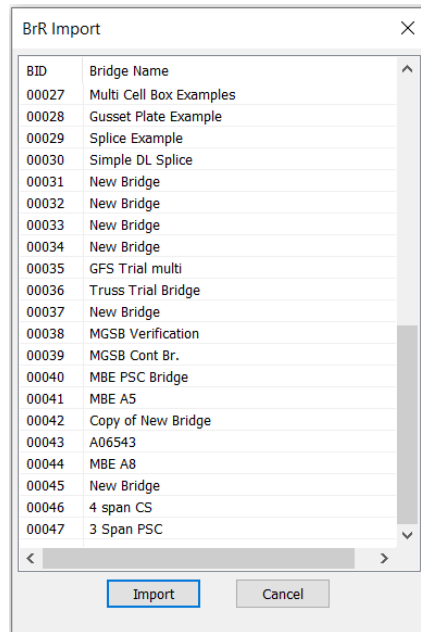 BrR Import
BID Bridge Name
00027 Multi Cell Box Examples
00028 Gusset Plate Example
00029 Splice Example
00030 Simple DL Splice
00031 New Bridge
00032 New Bridge
00033 New Bridge
00034 New Bridge
00035 GFS Trial multi
00036 Truss Trial Bridge
00037 New Bridge
00038 MGSB Verification
00039 MGSB Cont Br.
00040 MBE PSC Bridge
00041 MBE A5
00042 Copy of New Bridge
00043 A06543
00044 MBE A8
00045 New Bridge
00046 4 span CS
00047 3 Span PSC
Import Cancel